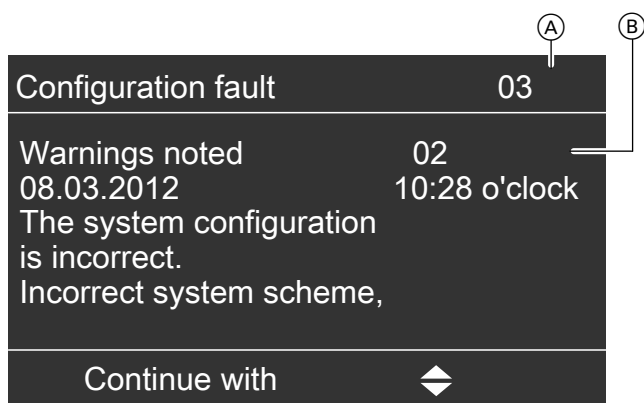 A B
Configuration fault 03
Warnings noted 02
08.03.2012 10:28 o'clock
The system configuration
is incorrect.
Incorrect system scheme,
Continue with